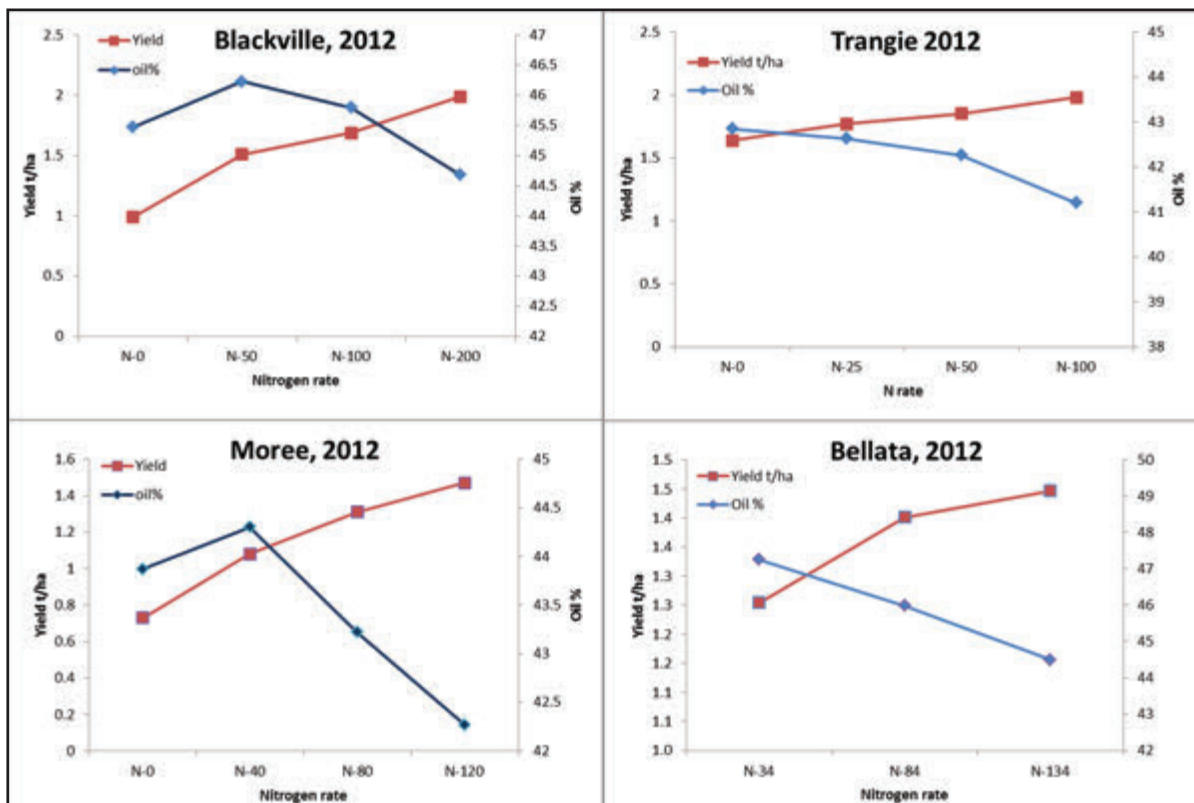 Blackville, 2012
Yield
oil%
2.5
2
1.5
1
0.5
0
Yield t/ha
47
46.5
46
45.5
45
44.5
44
43.5
43
42.5
42
Oil %
N-0 N-50 N-100 N-200
Nitrogen rate
Trangie 2012
Yield t/ha
Oil %
2.5
2
1.5
1
0.5
0
Yield t/ha
45
44
43
42
41
40
39
38
Oil %
N-0 N-25 N-50 N-100
N rate
Moree, 2012
Yield
oil%
1.6
1.4
1.2
1
0.8
0.6
0.4
0.2
0
Yield t/ha
45
44.5
44
43.5
43
42.5
42
Oil %
N-0 N-40 N-80 N-120
Nitrogen rate
Bellata, 2012
Yield t/ha
Oil %
1.5
1.5
1.4
1.4
1.3
1.3
1.2
1.2
1.1
1.1
1.0
Yield t/ha
50
49
48
47
46
45
44
43
42
N-34 N-84 N-134
Nitrogen rate